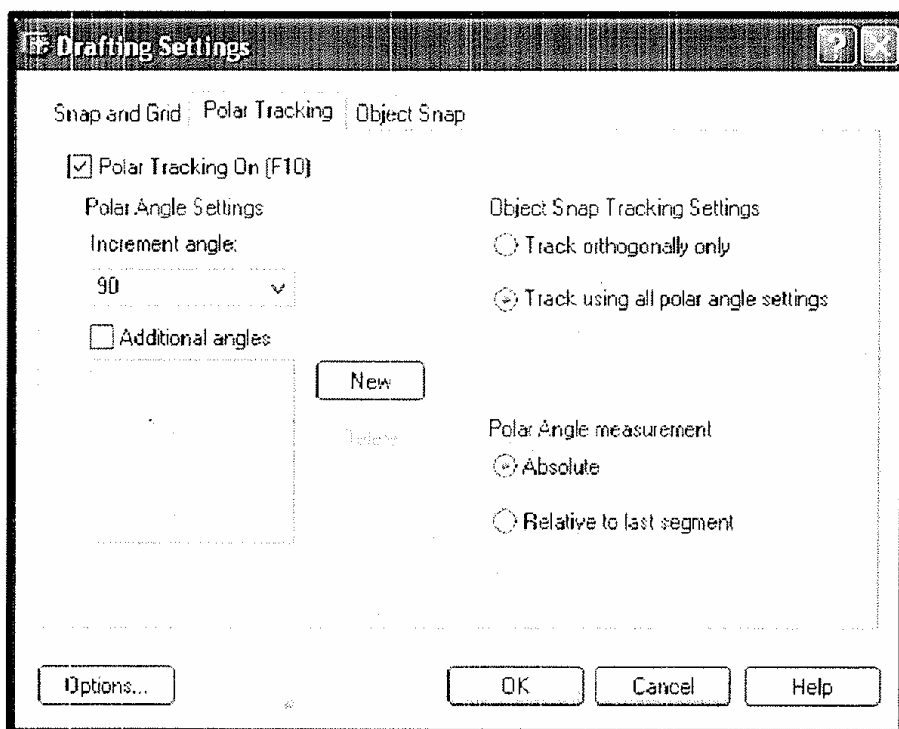 Drafting Settings
Snap and Grid Polar Tracking Object Snap
Polar Tracking On (F10)
Polar Angle Settings
Increment angle:
90
Additional angles
New
Delete
Object Snap Tracking Settings
Track orthogonally only
Track using all polar angle settings
Polar Angle measurement
Absolute
Relative to last segment
Options... OK Cancel Help